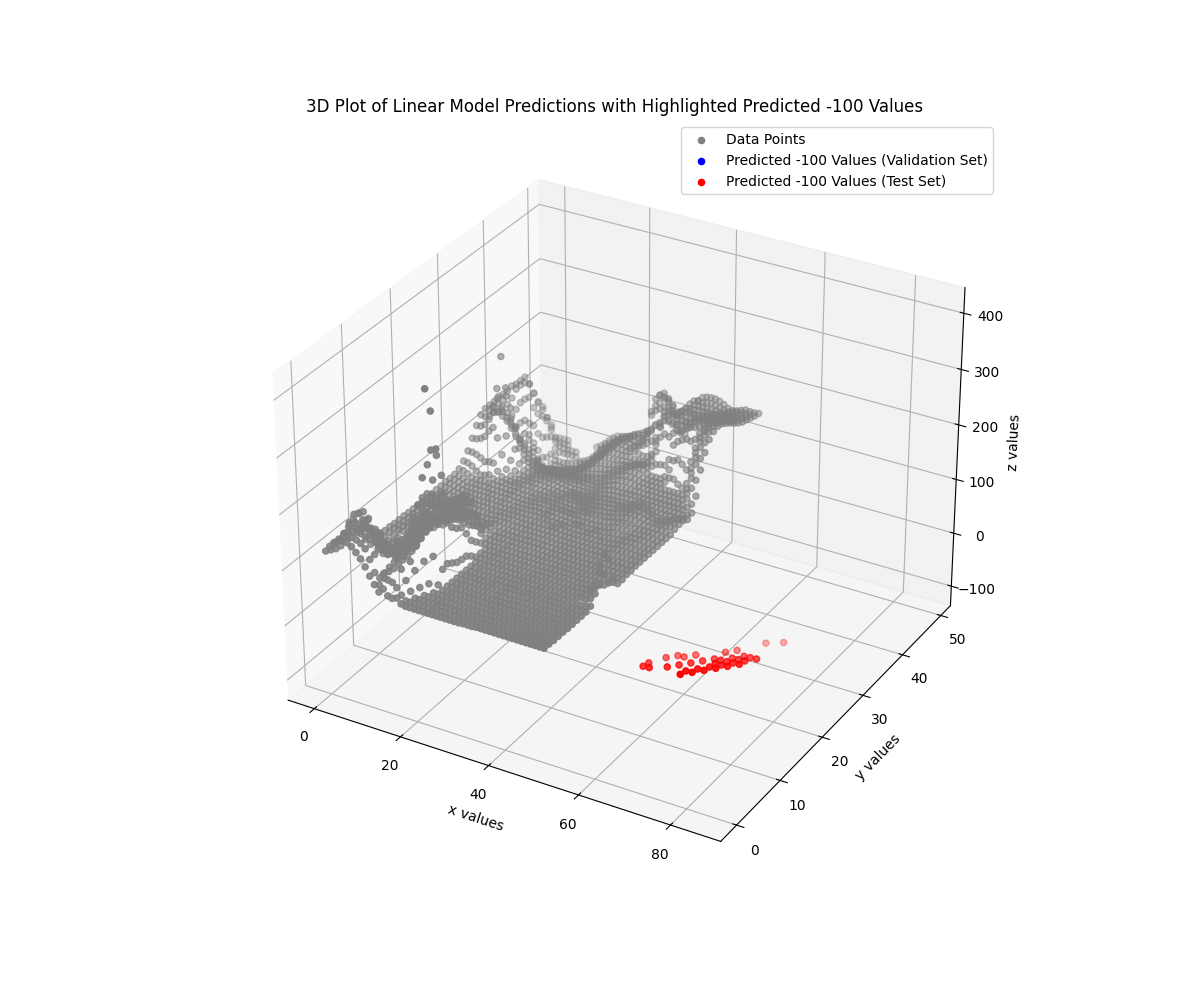 3D Plot of Linear Model Predictions with Highlighted Predicted -100 Values
Data Points
Predicted -100 Values (Validation Set)
Predicted -100 Values (Test Set)
400
300
200
100
0
−100
z values
50
40
30
20
10
0
y values
0
20
40
60
80
x values